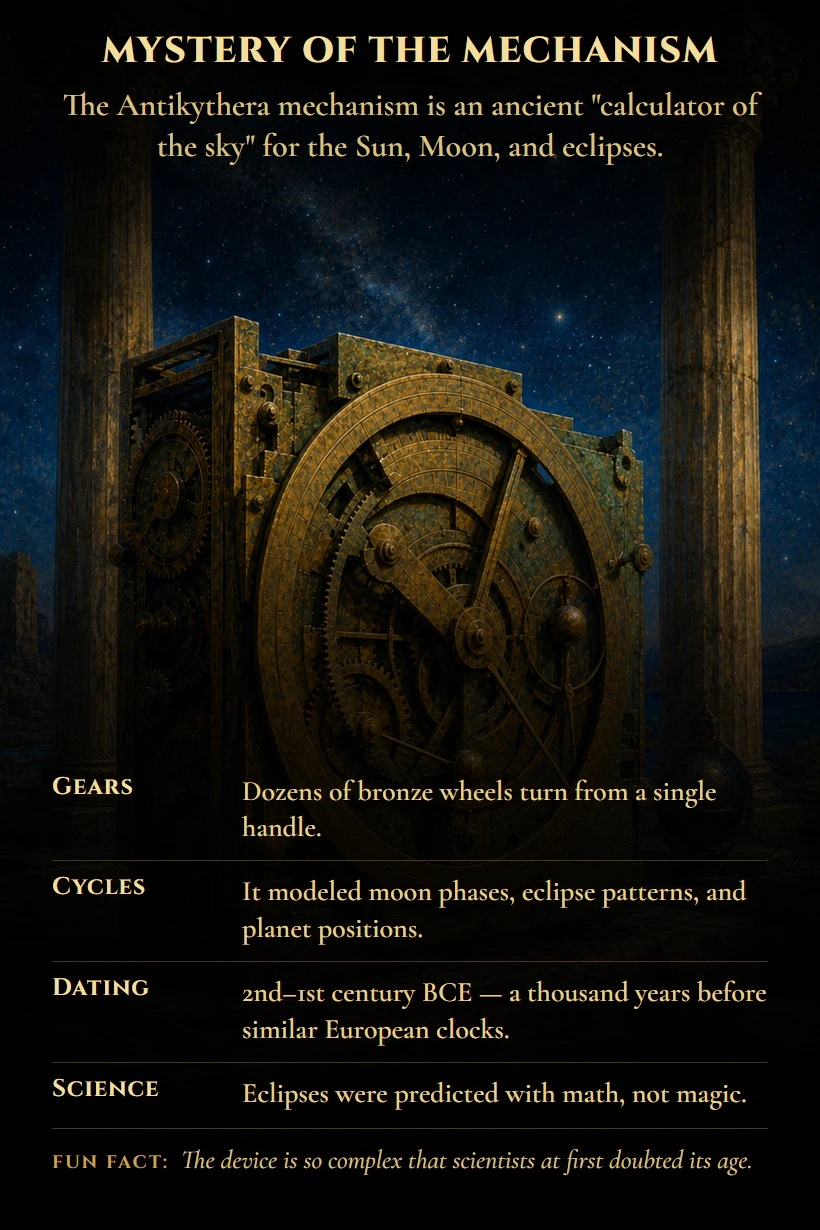 MYSTERY OF THE MECHANISM
The Antikythera mechanism is an ancient "calculator of
the sky" for the Sun, Moon, and eclipses.
GEARS
Dozens of bronze wheels turn from a single
handle.
CYCLES
It modeled moon phases, eclipse patterns, and
planet positions.
DATING
2nd–1st century BCE — a thousand years before
similar European clocks.
SCIENCE
Eclipses were predicted with math, not magic.
FUN FACT: The device is so complex that scientists at first doubted its age.